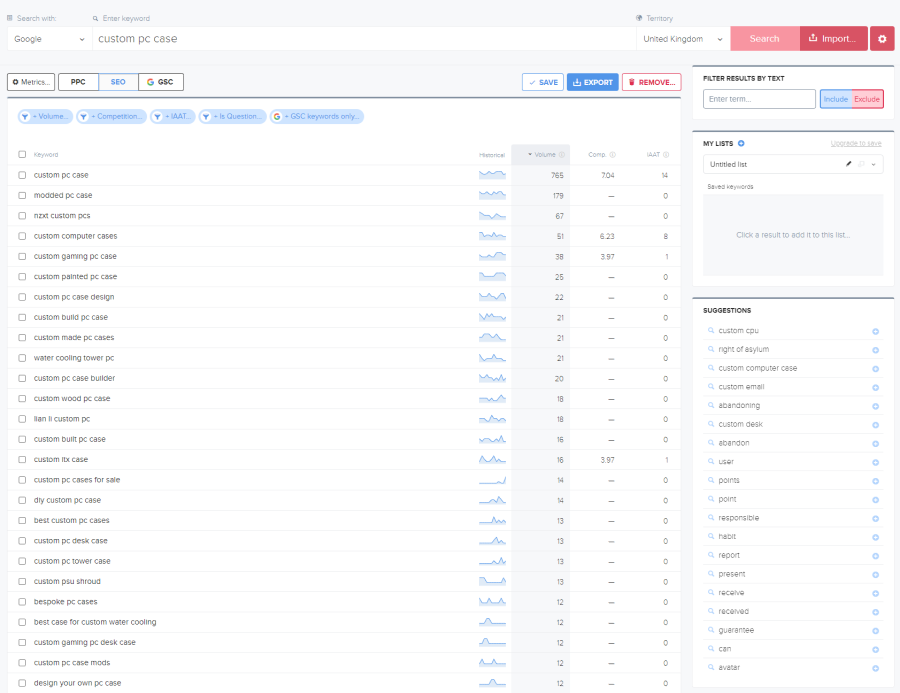 Search with:
Enter keyword
Territory
Google
custom pc case
United Kingdom
Search
Import...
Metrics...
PPC
SEO
GSC
SAVE
EXPORT
REMOVE...
+ Volume...
+ Competition...
+ IAAT...
+ Is Question...
+ GSC keywords only...
Keyword Historical Volume Comp. IAAT
custom pc case 765 7.04 14
modded pc case 179 — 0
nzxt custom pcs 67 — 0
custom computer cases 51 6.23 8
custom gaming pc case 38 3.97 1
custom painted pc case 25 — 0
custom pc case design 22 — 0
custom build pc case 21 — 0
custom made pc cases 21 — 0
water cooling tower pc 21 — 0
custom pc case builder 20 — 0
custom wood pc case 18 — 0
lian li custom pc 18 — 0
custom built pc case 16 — 0
custom itx case 16 3.97 1
custom pc cases for sale 14 — 0
diy custom pc case 14 — 0
best custom pc cases 13 — 0
custom pc desk case 13 — 0
custom pc tower case 13 — 0
custom psu shroud 13 — 0
bespoke pc cases 12 — 0
best case for custom water cooling 12 — 0
custom gaming pc desk case 12 — 0
custom pc case mods 12 — 0
design your own pc case 12 — 0
FILTER RESULTS BY TEXT
Enter term...
Include
Exclude
MY LISTS
Upgrade to save
Untitled list
Saved keywords
Click a result to add it to this list...
SUGGESTIONS
custom cpu
right of asylum
custom computer case
custom email
abandoning
custom desk
abandon
user
points
point
responsible
habit
report
present
receive
received
guarantee
can
avatar